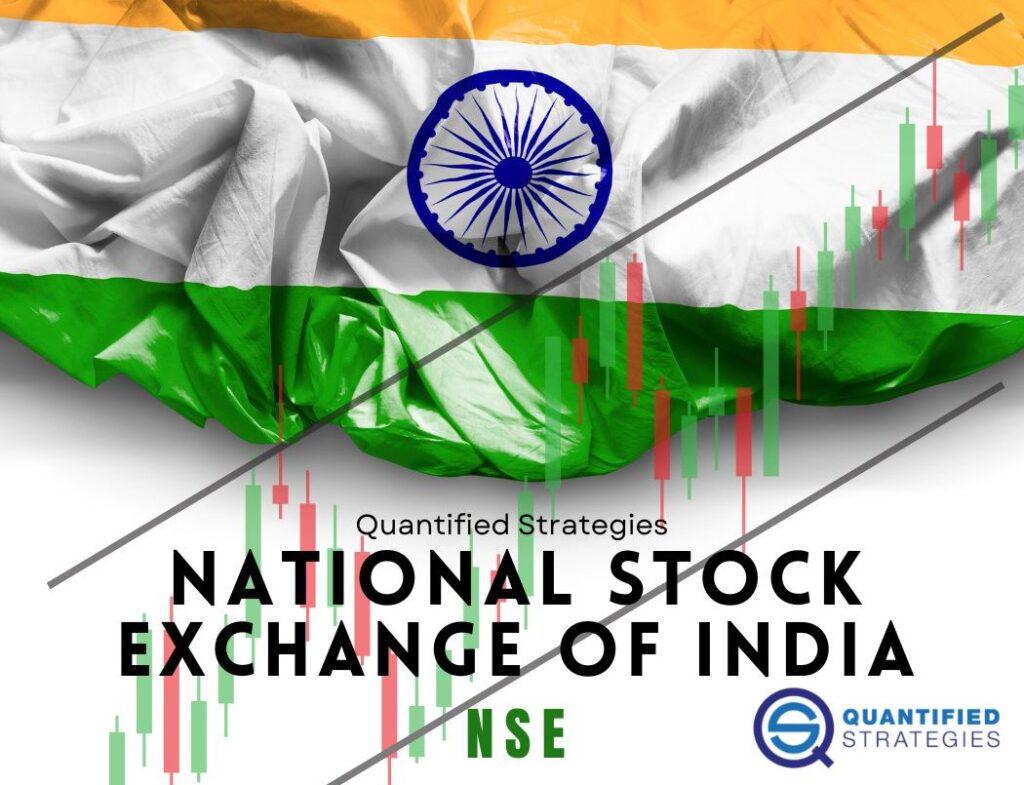 Quantified Strategies
NATIONAL STOCK
EXCHANGE OF INDIA
NSE
QUANTIFIED
STRATEGIES